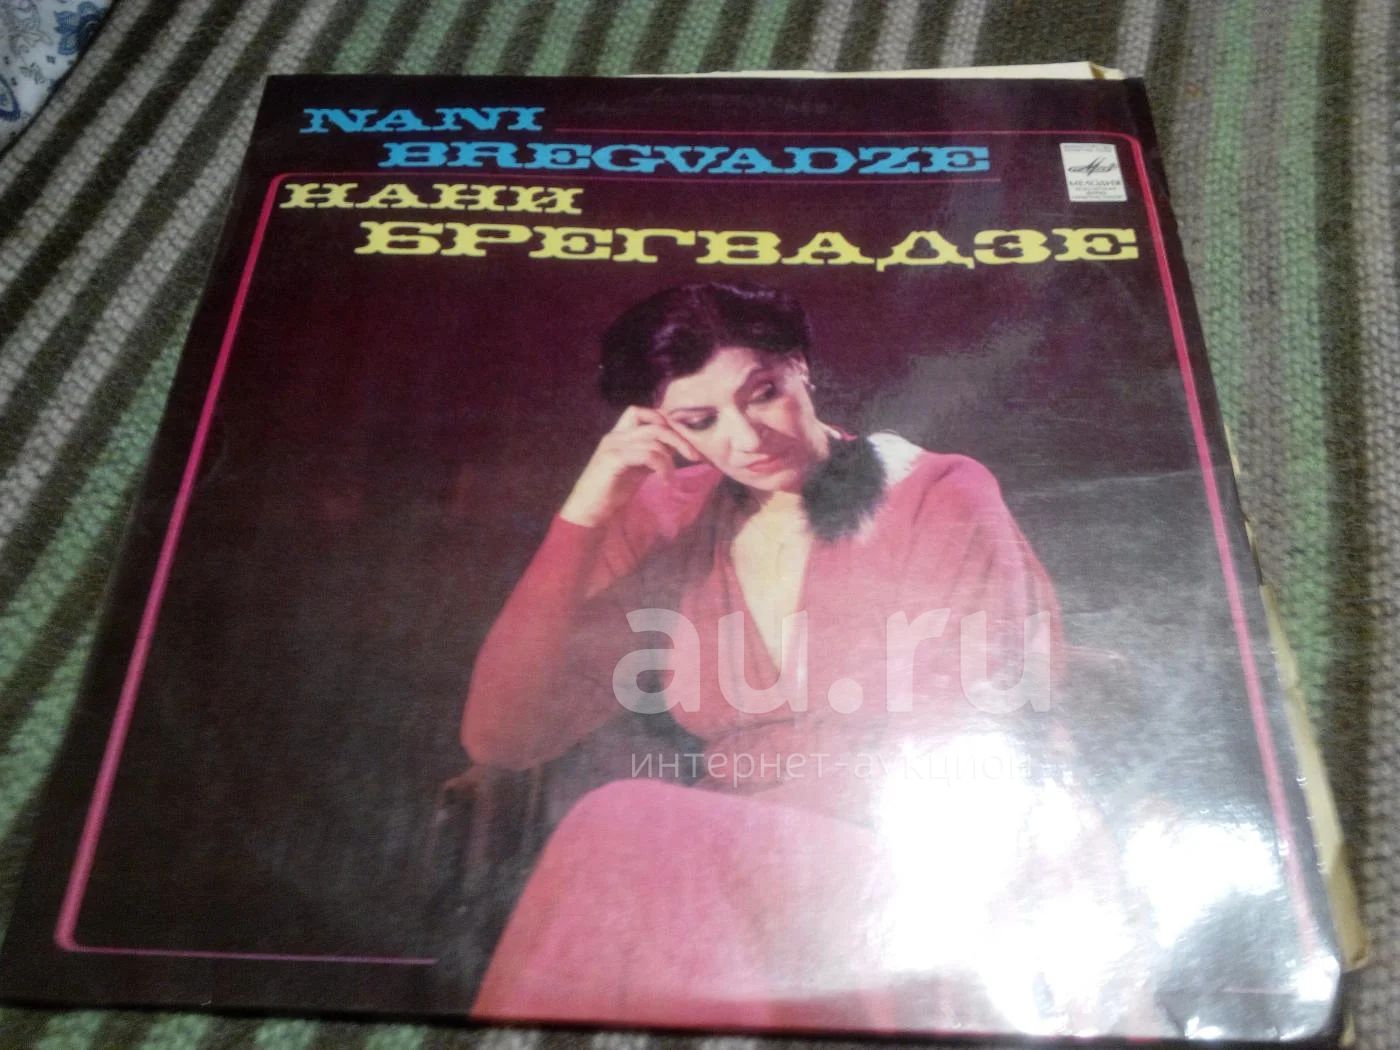 NANI
BREGVADZE
НАНИ
БРЕГВАДЗЕ
МЕЛОДИЯ
au.ru
интернет-аукцион